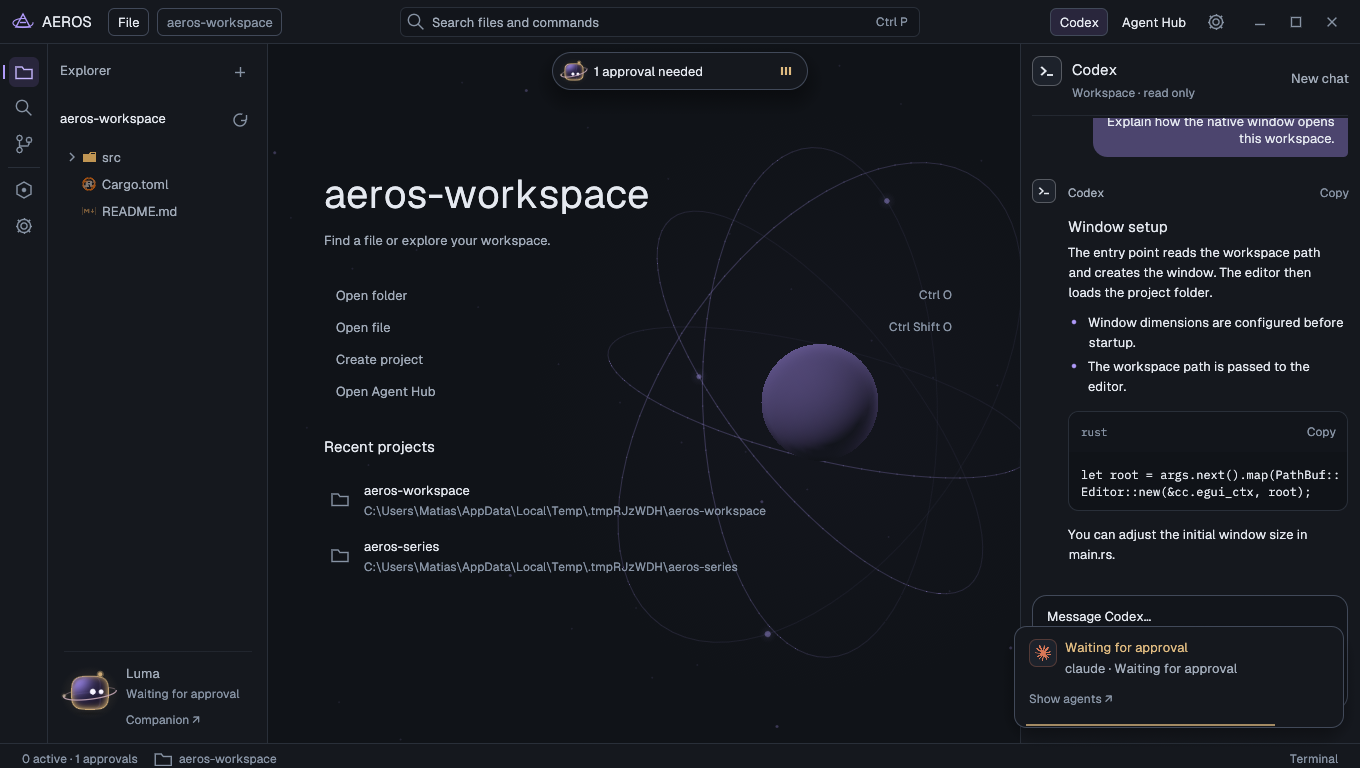 AEROS
File
aeros-workspace
Search files and commands
Ctrl P
Codex
Agent Hub
Explorer
aeros-workspace
src
Cargo.toml
README.md
Luma
Waiting for approval
Companion ↗
1 approval needed
aeros-workspace
Find a file or explore your workspace.
Open folder
Ctrl O
Open file
Ctrl Shift O
Create project
Open Agent Hub
Recent projects
aeros-workspace
C:\Users\Matias\AppData\Local\Temp\.tmpRJzWDH\aeros-workspace
aeros-series
C:\Users\Matias\AppData\Local\Temp\.tmpRJzWDH\aeros-series
Codex
Workspace · read only
New chat
Explain how the native window opens
this workspace.
Codex
Copy
Window setup
The entry point reads the workspace path
and creates the window. The editor then
loads the project folder.
• Window dimensions are configured before
startup.
• The workspace path is passed to the
editor.
rust
Copy
let root = args.next().map(PathBuf::
Editor::new(&cc.egui_ctx, root);
You can adjust the initial window size in
main.rs.
Message Codex…
Waiting for approval
claude · Waiting for approval
Show agents ↗
0 active · 1 approvals
aeros-workspace
Terminal